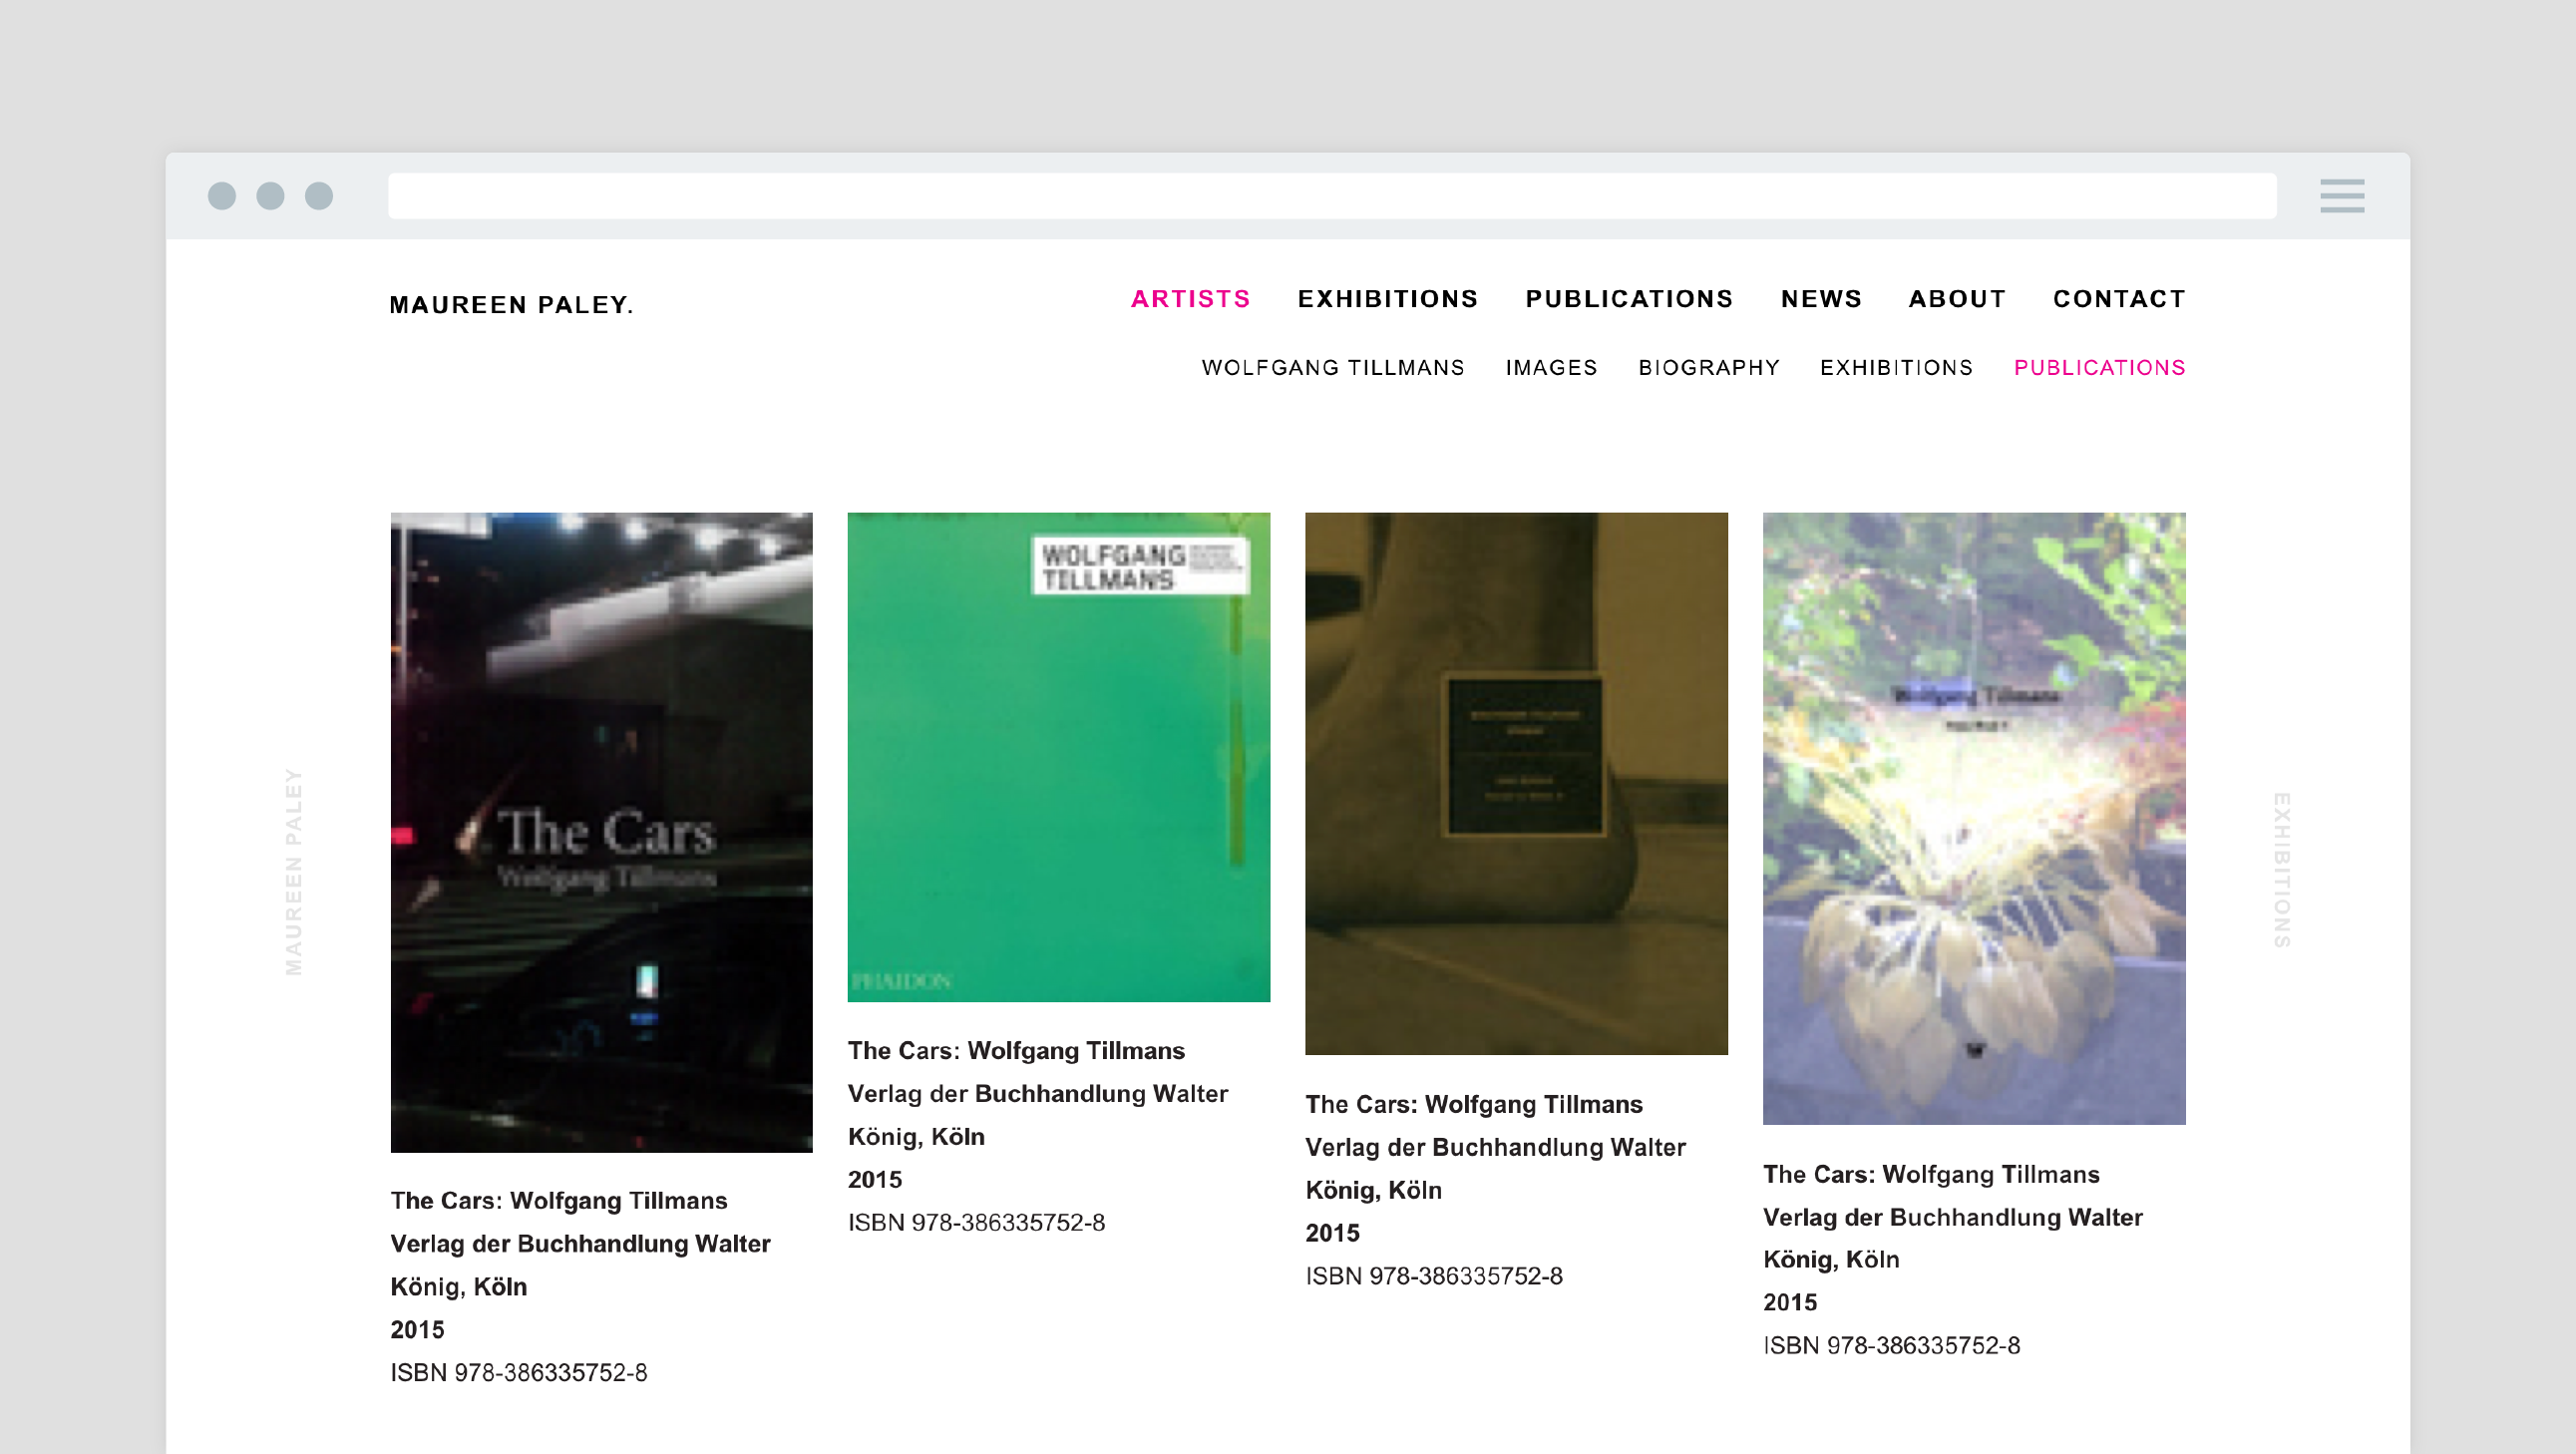 MAUREEN PALEY.
ARTISTS EXHIBITIONS PUBLICATIONS NEWS ABOUT CONTACT
WOLFGANG TILLMANS IMAGES BIOGRAPHY EXHIBITIONS PUBLICATIONS
MAUREEN PALEY
The Cars
Wolfgang Tillmans
The Cars: Wolfgang Tillmans
Verlag der Buchhandlung Walter
König, Köln
2015
ISBN 978-386335752-8
WOLFGANG
TILLMANS
PHAIDON
The Cars: Wolfgang Tillmans
Verlag der Buchhandlung Walter
König, Köln
2015
ISBN 978-386335752-8
The Cars: Wolfgang Tillmans
Verlag der Buchhandlung Walter
König, Köln
2015
ISBN 978-386335752-8
Wolfgang Tillmans
The Cars: Wolfgang Tillmans
Verlag der Buchhandlung Walter
König, Köln
2015
ISBN 978-386335752-8
EXHIBITIONS